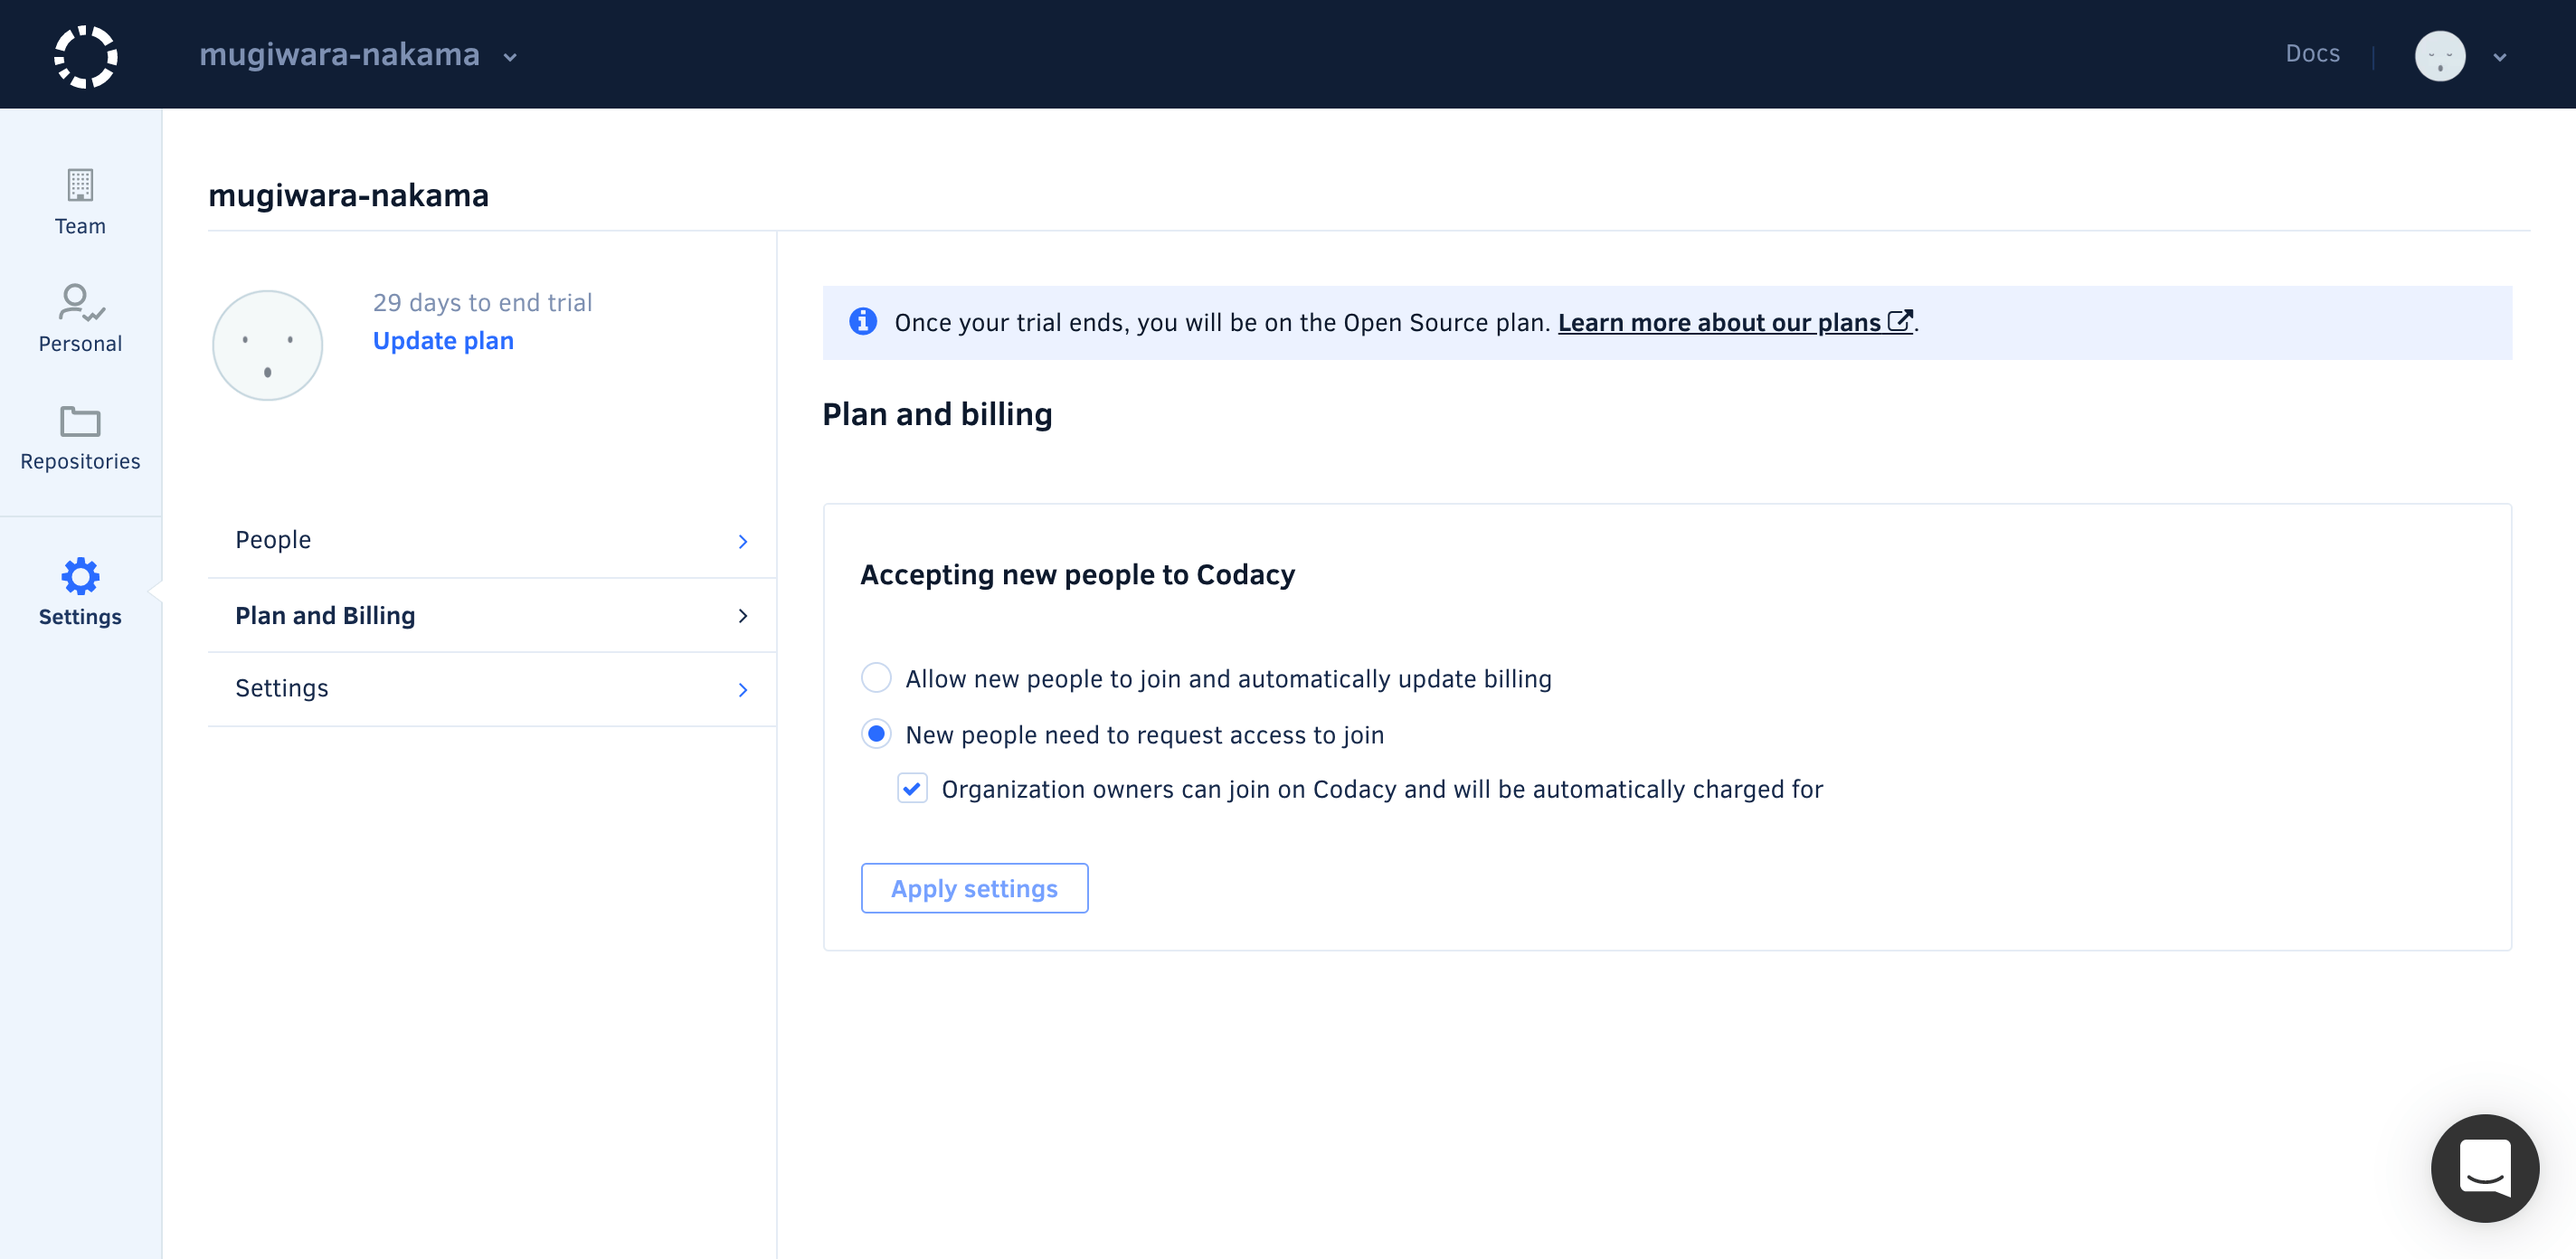 mugiwara-nakama
Docs
Team
Personal
Repositories
Settings
mugiwara-nakama
29 days to end trial
Update plan
People
Plan and Billing
Settings
Once your trial ends, you will be on the Open Source plan. Learn more about our plans.
Plan and billing
Accepting new people to Codacy
Allow new people to join and automatically update billing
New people need to request access to join
Organization owners can join on Codacy and will be automatically charged for
Apply settings